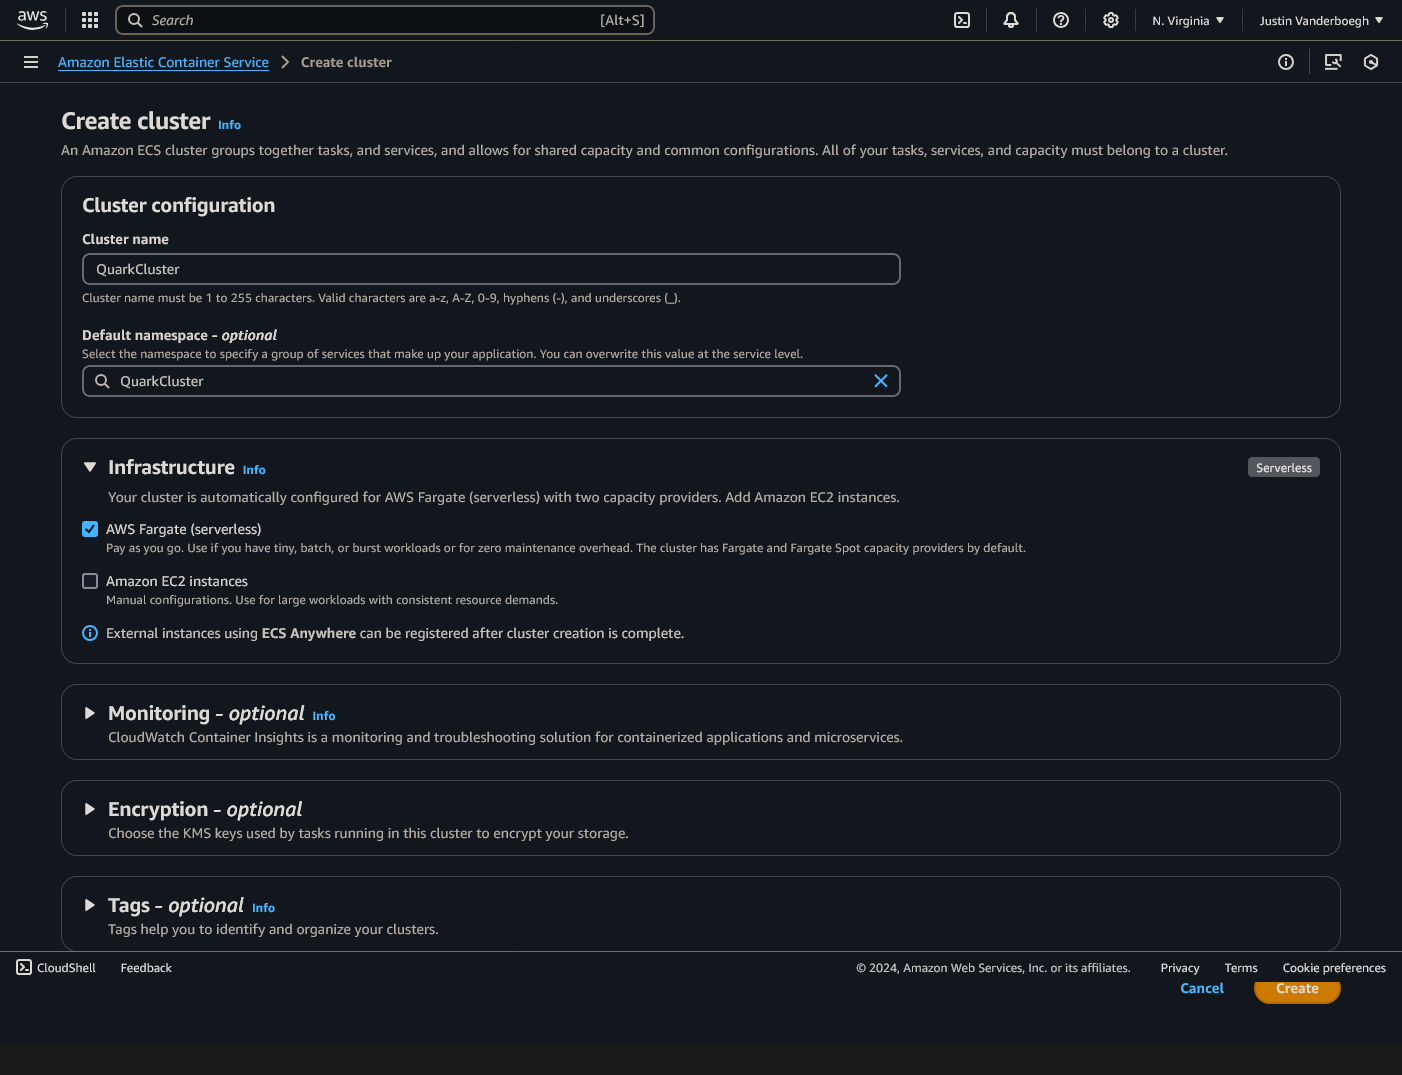 aws
Search [Alt+S]
N. Virginia
Justin Vanderboegh
Amazon Elastic Container Service > Create cluster
Create cluster Info
An Amazon ECS cluster groups together tasks, and services, and allows for shared capacity and common configurations. All of your tasks, services, and capacity must belong to a cluster.
Cluster configuration
Cluster name
QuarkCluster
Cluster name must be 1 to 255 characters. Valid characters are a-z, A-Z, 0-9, hyphens (-), and underscores (_).
Default namespace - optional
Select the namespace to specify a group of services that make up your application. You can overwrite this value at the service level.
QuarkCluster
Infrastructure Info
Serverless
Your cluster is automatically configured for AWS Fargate (serverless) with two capacity providers. Add Amazon EC2 instances.
AWS Fargate (serverless)
Pay as you go. Use if you have tiny, batch, or burst workloads or for zero maintenance overhead. The cluster has Fargate and Fargate Spot capacity providers by default.
Amazon EC2 instances
Manual configurations. Use for large workloads with consistent resource demands.
External instances using ECS Anywhere can be registered after cluster creation is complete.
Monitoring - optional Info
CloudWatch Container Insights is a monitoring and troubleshooting solution for containerized applications and microservices.
Encryption - optional
Choose the KMS keys used by tasks running in this cluster to encrypt your storage.
Tags - optional Info
Tags help you to identify and organize your clusters.
CloudShell Feedback © 2024, Amazon Web Services, Inc. or its affiliates. Privacy Terms Cookie preferences
Cancel Create